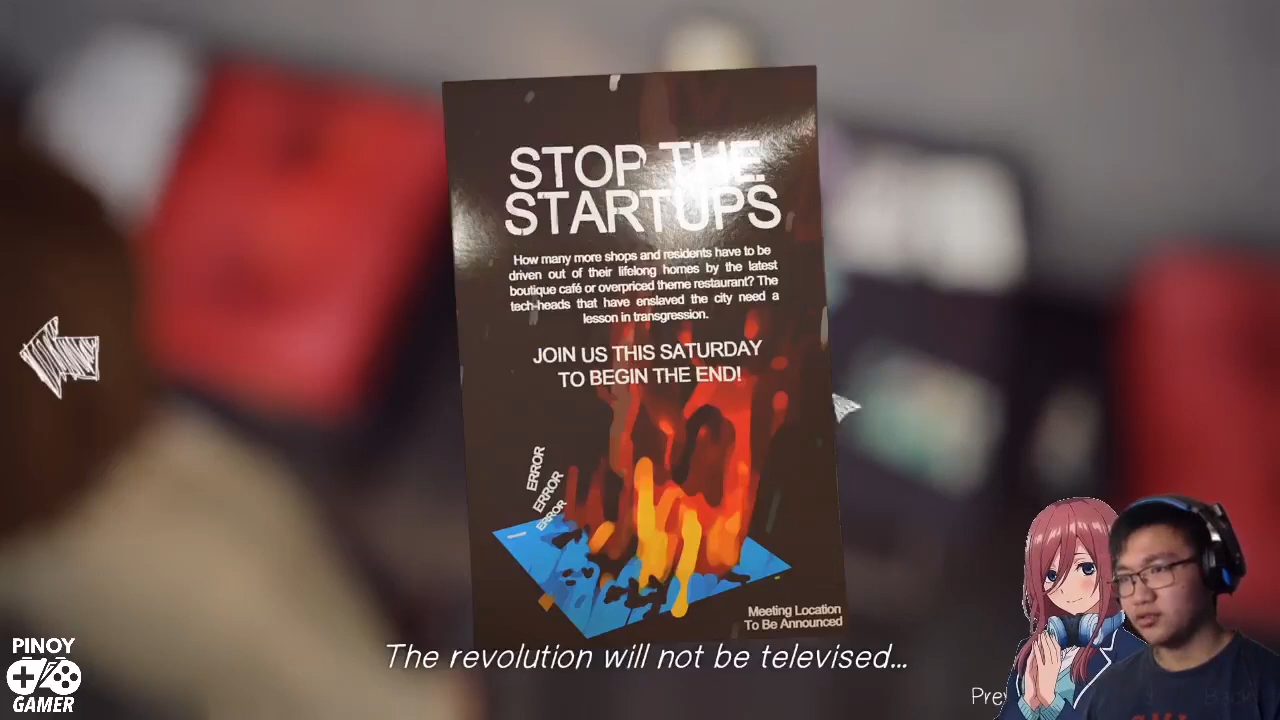 STOP THE
STARTUPS
How many more shops and residents have to be
driven out of their lifelong homes by the latest
boutique café or overpriced theme restaurant? The
tech-heads that have enslaved the city need a
lesson in transgression.
JOIN US THIS SATURDAY
TO BEGIN THE END!
ERROR
ERROR
ERROR
Meeting Location
To Be Announced
The revolution will not be televised...
PINOY
GAMER
Back